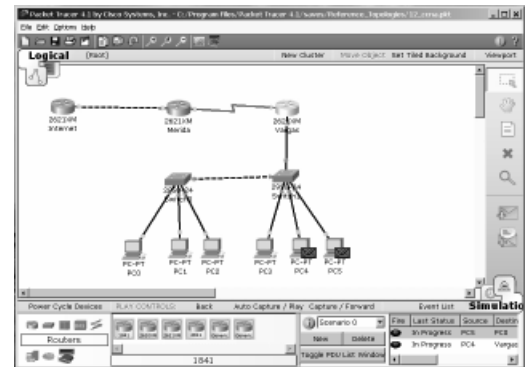 Packet Tracer 4.1 by Cisco Systems, Inc. - C:/Program Files/Packet Tracer 4.1/saves/Reference_Topologies/12_ccna.pkt
File Edit Options Help
Logical [Root] New Cluster Move Object Set Tiled Background Viewport
2621XM
Internet
2621XM
Merida
2621XM
Vargas
PC-PT
PC0
PC-PT
PC1
PC-PT
PC2
PC-PT
PC3
PC-PT
PC4
PC-PT
PC5
Power Cycle Devices PLAY CONTROLS: Back Auto Capture / Play Capture / Forward Event List Simulatio
Routers
1841
Scenario 0
New Delete
Toggle PDU List Window
Fire Last Status Source Destin
In Progress PC5
In Progress PC4 Vargas